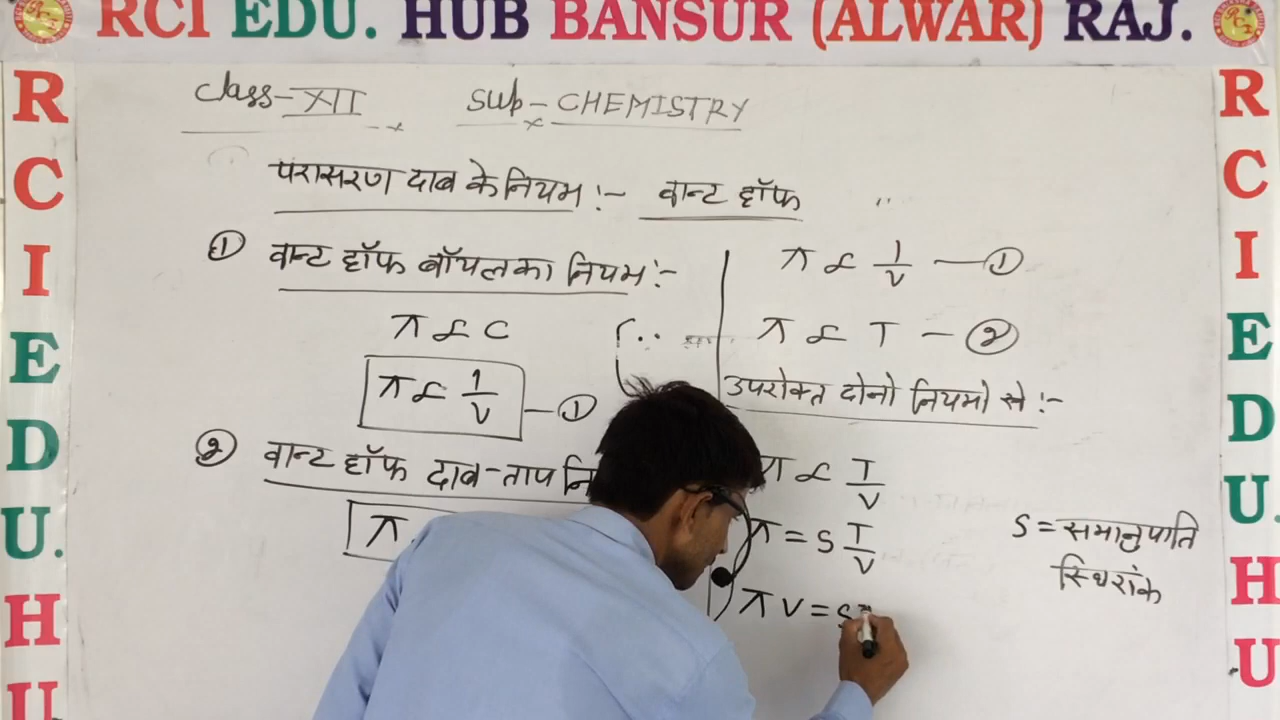 RCI EDU. HUB BANSUR (ALWAR) RAJ.
R
C
I
E
D
U.
H
U
Class-XII Sub-CHEMISTRY
परासरण दाब के नियम :- वान्ट हॉफ
① वान्ट हॉफ बॉयल का नियम :-
π ∝ C
π ∝ 1/V —①
② वान्ट हॉफ दाब-ताप नि
π
π ∝ 1/V —①
π ∝ T —②
उपरोक्त दोनो नियमो से :-
π ∝ T/V
π = S T/V
π V = S
S = समानुपाति
स्थिरांक
R
C
I
E
D
U.
H
U